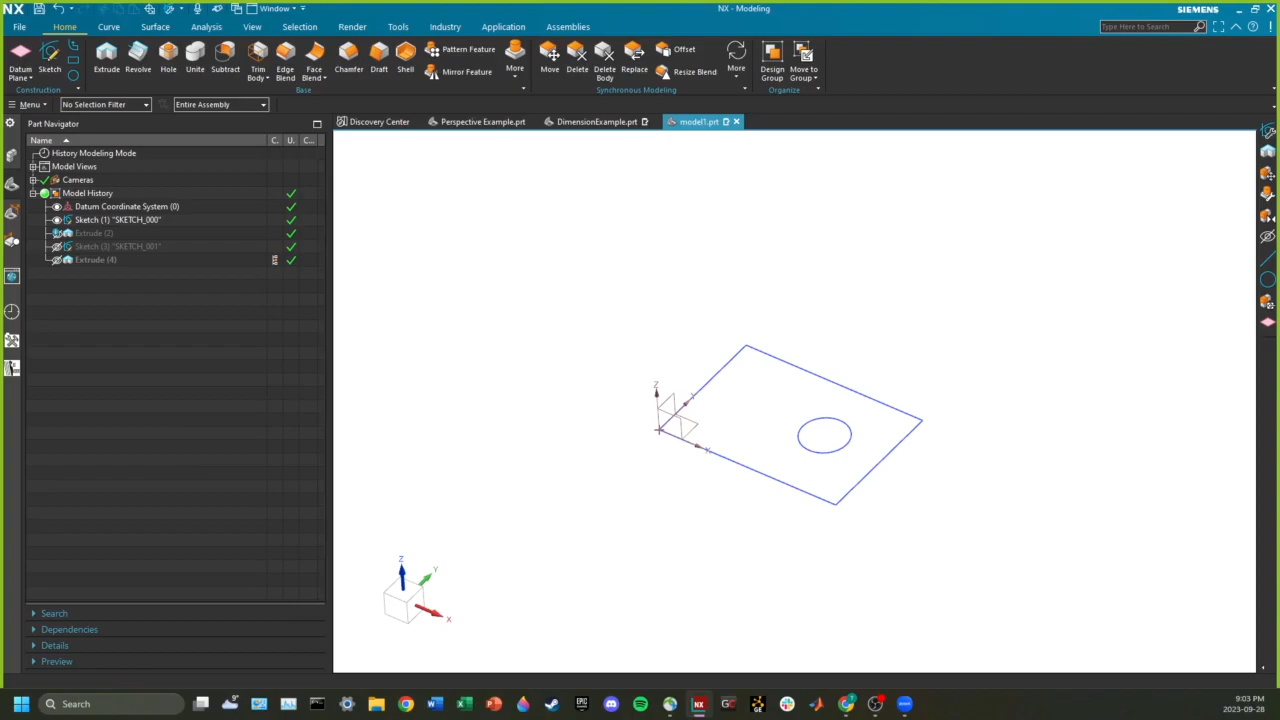 NX
Window
NX - Modeling
SIEMENS
File Home Curve Surface Analysis View Selection Render Tools Industry Application Assemblies
Type Here to Search
Datum Plane
Sketch
Extrude
Revolve
Hole
Unite
Subtract
Trim Body
Edge Blend
Face Blend
Chamfer
Draft
Shell
Pattern Feature
Mirror Feature
More
Move
Delete
Delete Body
Replace
Offset
Resize Blend
More
Design Group
Move to Group
Construction
Base
Synchronous Modeling
Organize
Menu
No Selection Filter
Entire Assembly
Part Navigator
Discovery Center
Perspective Example.prt
DimensionExample.prt
model1.prt
Name C. U. C...
History Modeling Mode
Model Views
Cameras
Model History
Datum Coordinate System (0)
Sketch (1) "SKETCH_000"
Extrude (2)
Sketch (3) "SKETCH_001"
Extrude (4)
Z
Y
X
Z
Y
X
Search
Dependencies
Details
Preview
Search
9:03 PM
2023-09-28